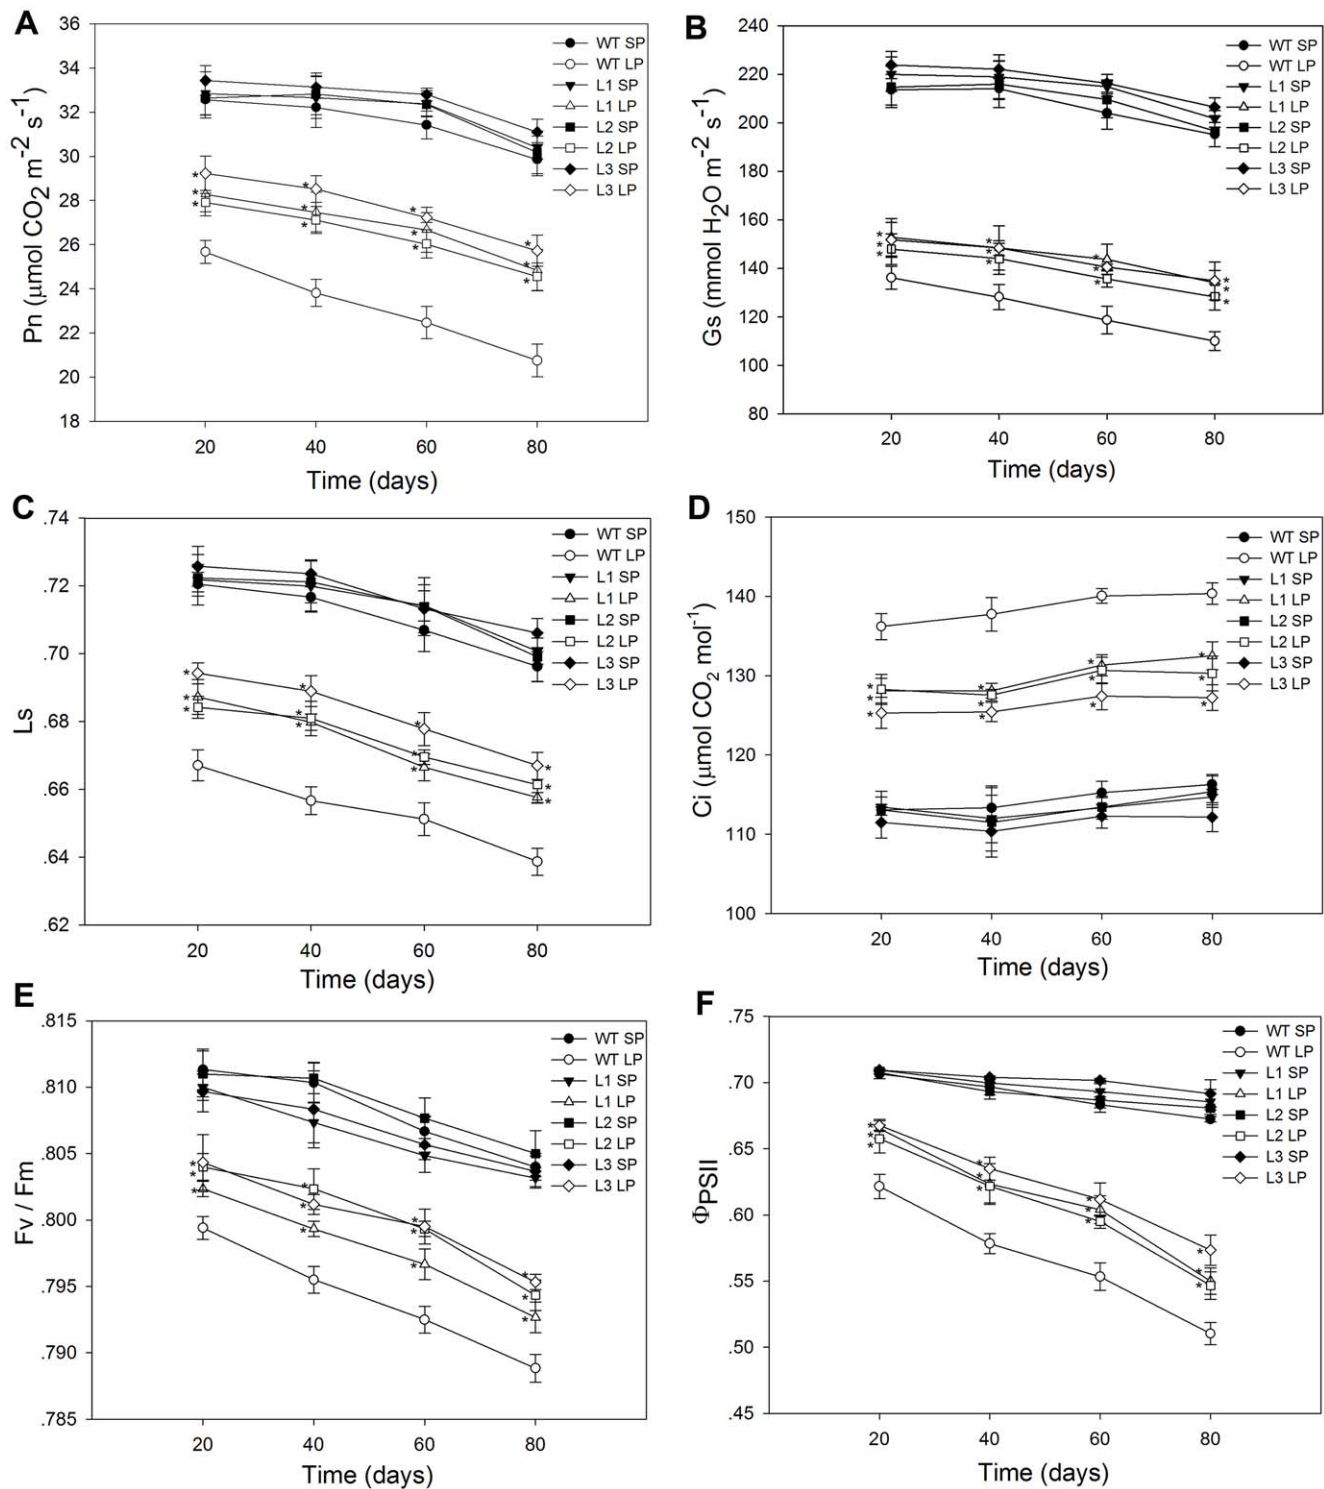 A
36
34
32
30
28
26
24
22
20
18
Pn (μmol CO2 m-2 s-1)
20 40 60 80
Time (days)
WT SP
WT LP
L1 SP
L1 LP
L2 SP
L2 LP
L3 SP
L3 LP
B
240
220
200
180
160
140
120
100
80
Gs (mmol H2O m-2 s-1)
20 40 60 80
Time (days)
WT SP
WT LP
L1 SP
L1 LP
L2 SP
L2 LP
L3 SP
L3 LP
C
.74
.72
.70
.68
.66
.64
.62
Ls
20 40 60 80
Time (days)
WT SP
WT LP
L1 SP
L1 LP
L2 SP
L2 LP
L3 SP
L3 LP
D
150
140
130
120
110
100
Ci (μmol CO2 mol-1)
20 40 60 80
Time (days)
WT SP
WT LP
L1 SP
L1 LP
L2 SP
L2 LP
L3 SP
L3 LP
E
.815
.810
.805
.800
.795
.790
.785
Fv / Fm
20 40 60 80
Time (days)
WT SP
WT LP
L1 SP
L1 LP
L2 SP
L2 LP
L3 SP
L3 LP
F
.75
.70
.65
.60
.55
.50
.45
ΦPSII
20 40 60 80
Time (days)
WT SP
WT LP
L1 SP
L1 LP
L2 SP
L2 LP
L3 SP
L3 LP